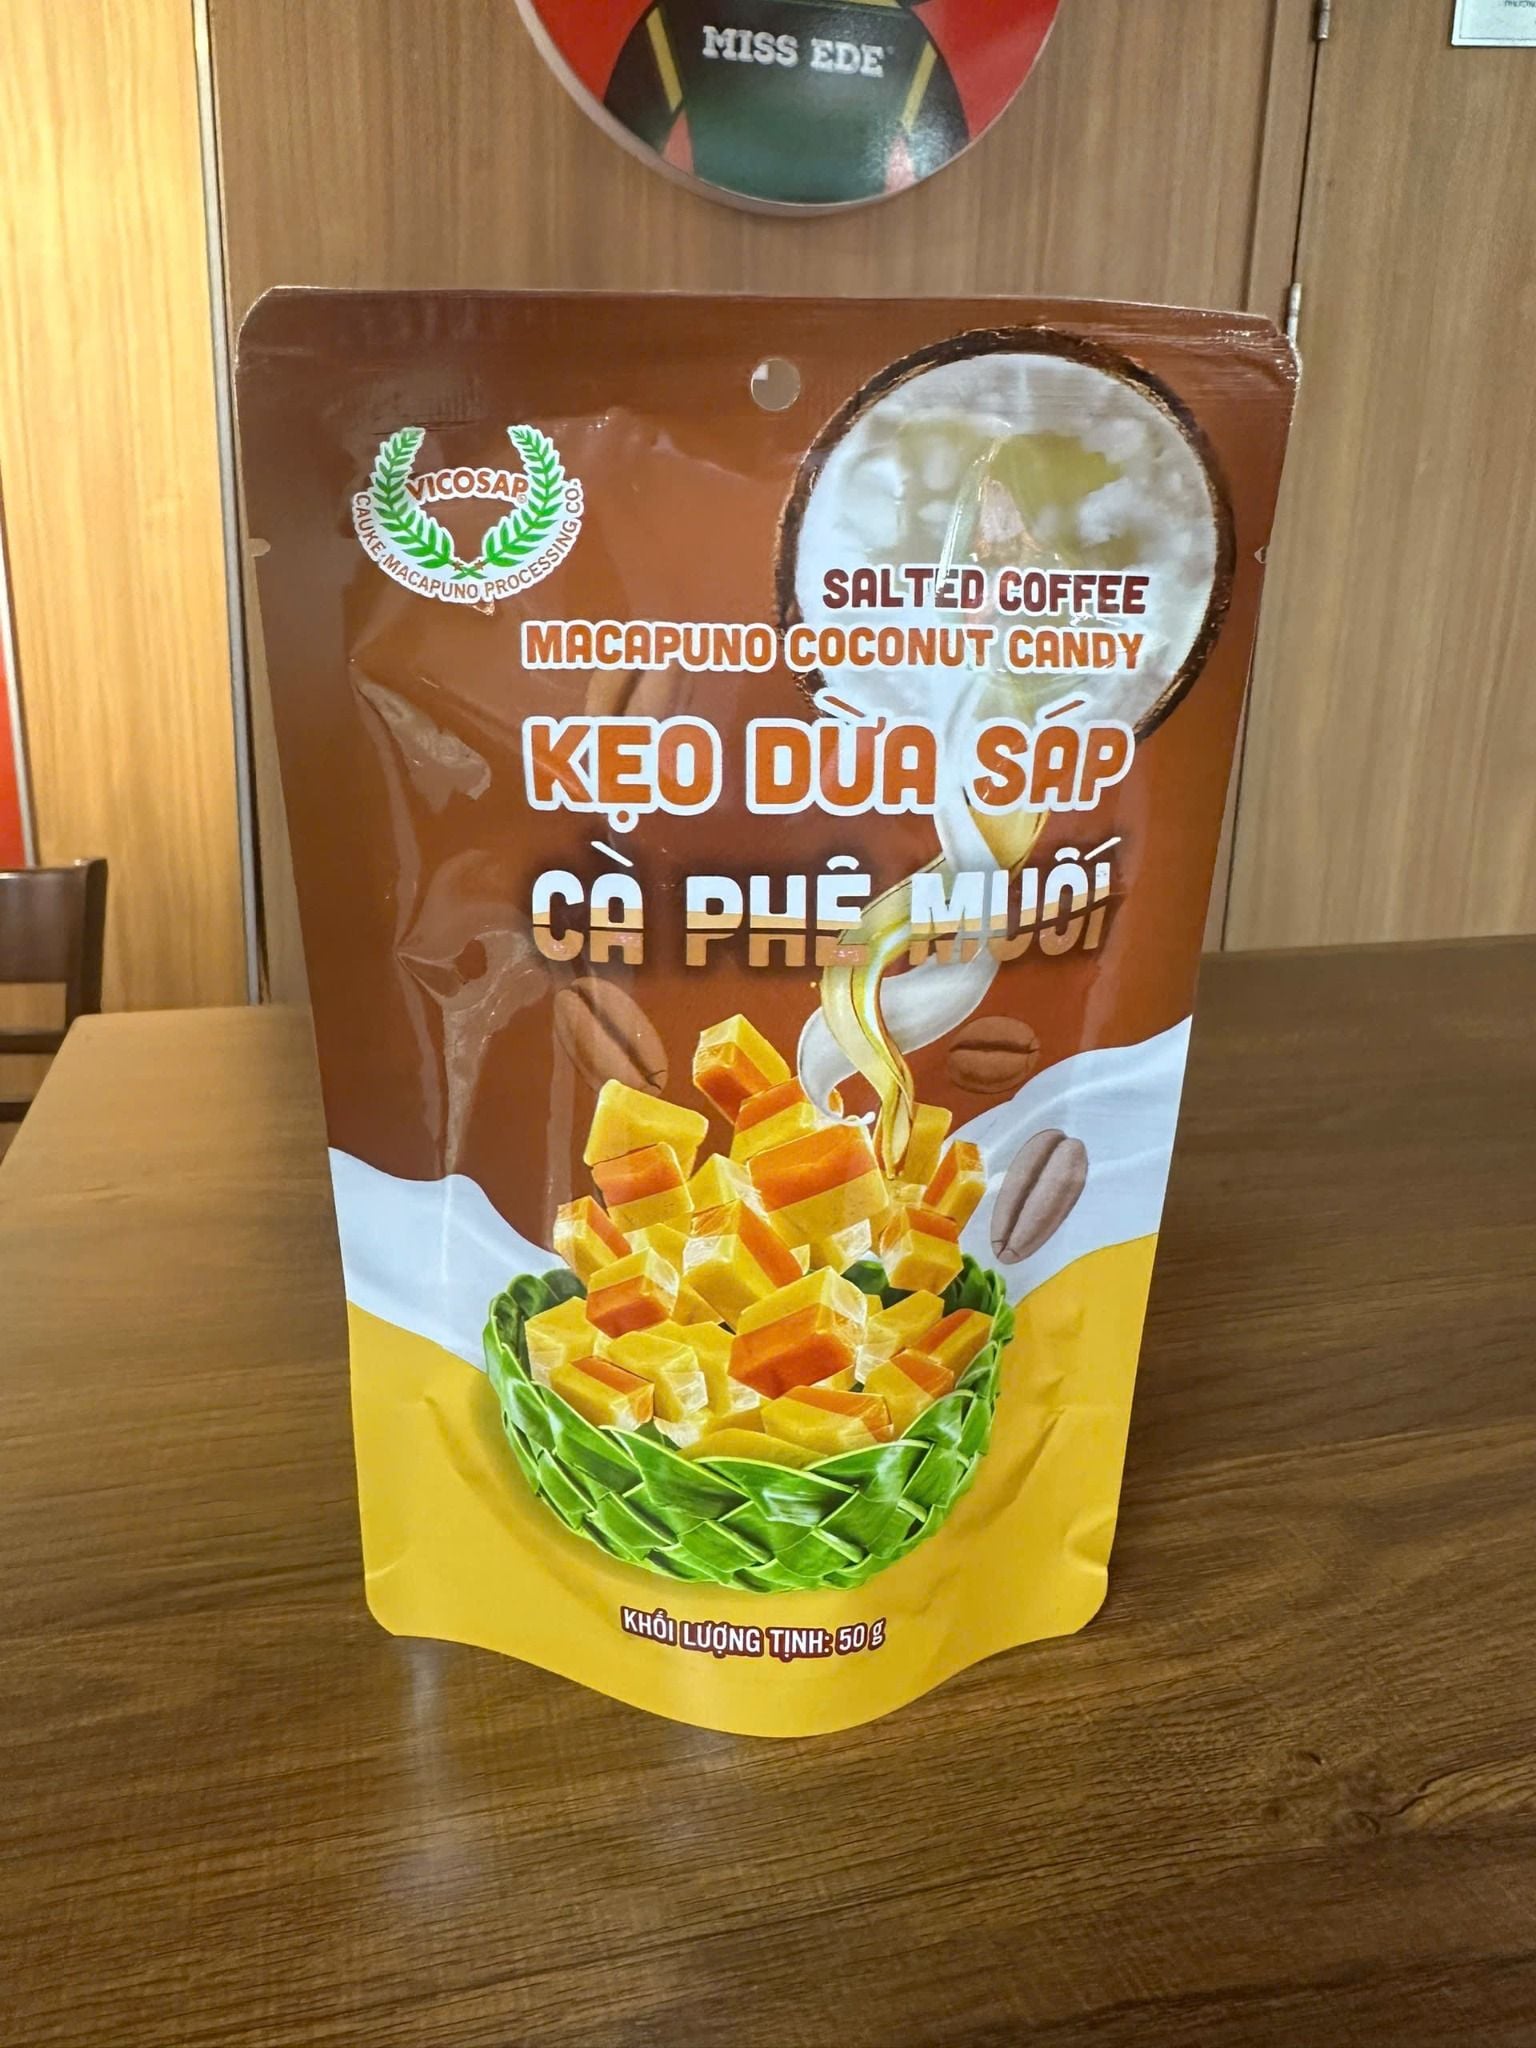 MISS EDE
VICOSAP
CAUKE MACAPUNO PROCESSING CO.
SALTED COFFEE
MACAPUNO COCONUT CANDY
KẸO DỪA SÁP
CÀ PHÊ MUỐI
KHỐI LƯỢNG TỊNH: 50 g